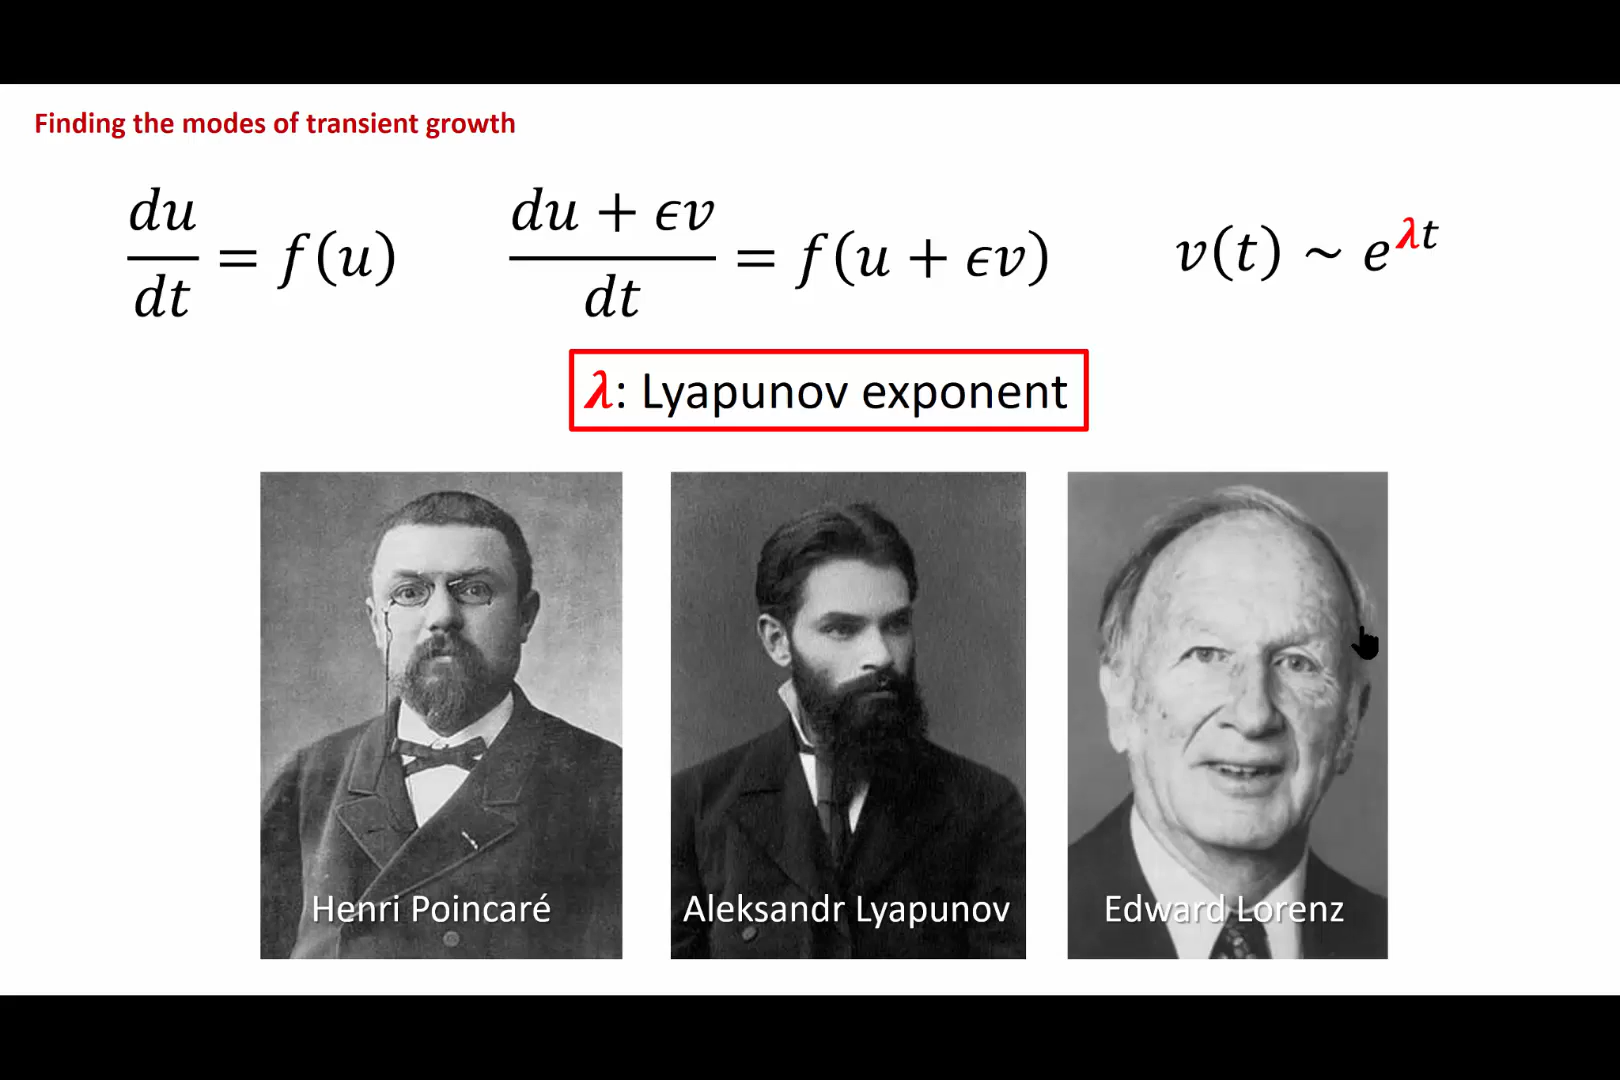 Finding the modes of transient growth
du/dt = f(u)
du + ϵv/dt = f(u + ϵv)
v(t) ~ e^λt
λ: Lyapunov exponent
Henri Poincaré
Aleksandr Lyapunov
Edward Lorenz